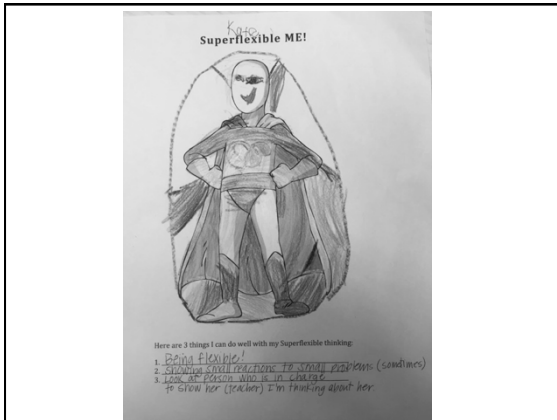 Kate
Superflexible ME!
Here are 3 things I can do well with my Superflexible thinking:
1. Being flexible!
2. Showing small reactions to small problems (somtimes)
3. Look at person who is in charge
to show her (teacher) I'm thinking about her.